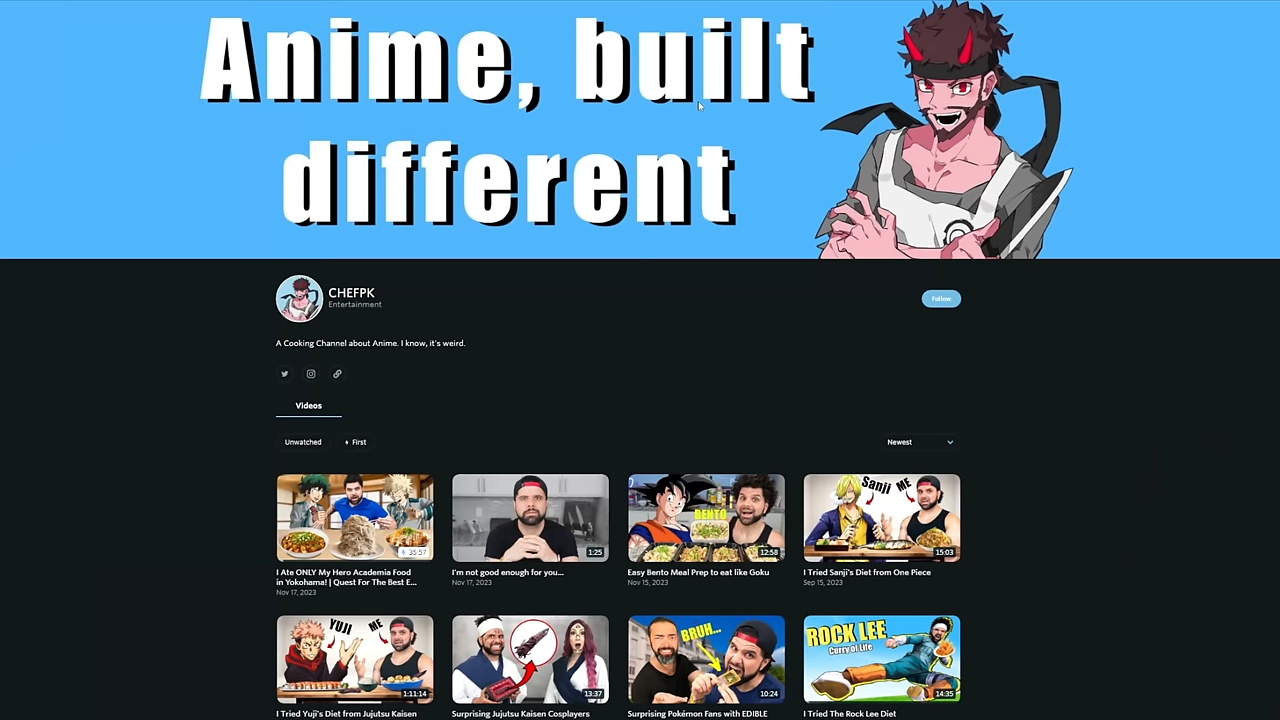 Anime, built
different
CHEFPK
Entertainment
Follow
A Cooking Channel about Anime. I know, it's weird.
Videos
Unwatched
First
Newest
35:57
1:25
BENTO
12:58
Sanji ME
15:03
I Ate ONLY My Hero Academia Food
in Yokohama! | Quest For The Best E...
Nov 17, 2023
I'm not good enough for you...
Nov 17, 2023
Easy Bento Meal Prep to eat like Goku
Nov 15, 2023
I Tried Sanji's Diet from One Piece
Sep 15, 2023
YUJI ME
1:11:14
13:37
BRUH...
10:24
ROCK LEE
Curry of Life
14:35
I Tried Yuji's Diet from Jujutsu Kaisen
Surprising Jujutsu Kaisen Cosplayers
Surprising Pokémon Fans with EDIBLE
I Tried The Rock Lee Diet